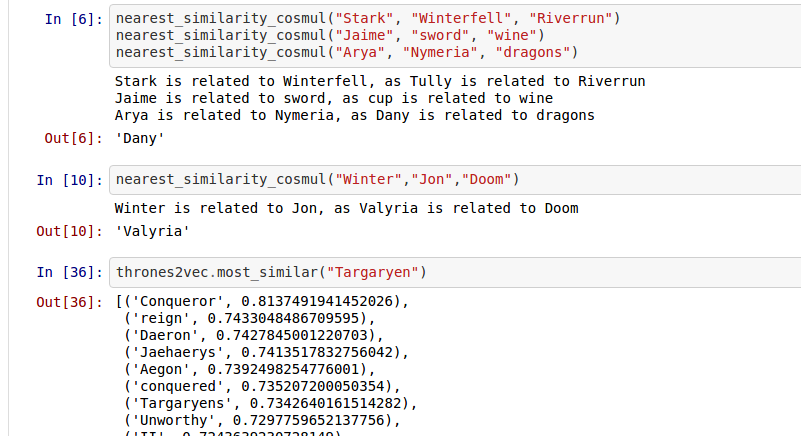 In [6]: nearest_similarity_cosmul("Stark", "Winterfell", "Riverrun")
nearest_similarity_cosmul("Jaime", "sword", "wine")
nearest_similarity_cosmul("Arya", "Nymeria", "dragons")
Stark is related to Winterfell, as Tully is related to Riverrun
Jaime is related to sword, as cup is related to wine
Arya is related to Nymeria, as Dany is related to dragons
Out[6]: 'Dany'
In [10]: nearest_similarity_cosmul("Winter","Jon","Doom")
Winter is related to Jon, as Valyria is related to Doom
Out[10]: 'Valyria'
In [36]: thrones2vec.most_similar("Targaryen")
Out[36]: [('Conqueror', 0.8137491941452026),
('reign', 0.7433048486709595),
('Daeron', 0.7427845001220703),
('Jaehaerys', 0.7413517832756042),
('Aegon', 0.7392498254776001),
('conquered', 0.735207200050354),
('Targaryens', 0.7342640161514282),
('Unworthy', 0.7297759652137756),